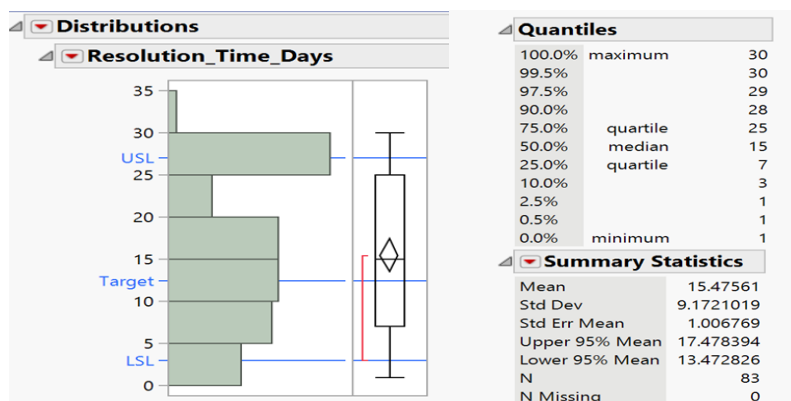 Distributions
Resolution_Time_Days
35
30
USL
25
20
15
Target
10
5
LSL
0
Quantiles
100.0% maximum 30
99.5% 30
97.5% 29
90.0% 28
75.0% quartile 25
50.0% median 15
25.0% quartile 7
10.0% 3
2.5% 1
0.5% 1
0.0% minimum 1
Summary Statistics
Mean 15.47561
Std Dev 9.1721019
Std Err Mean 1.006769
Upper 95% Mean 17.478394
Lower 95% Mean 13.472826
N 83
N Missing 0